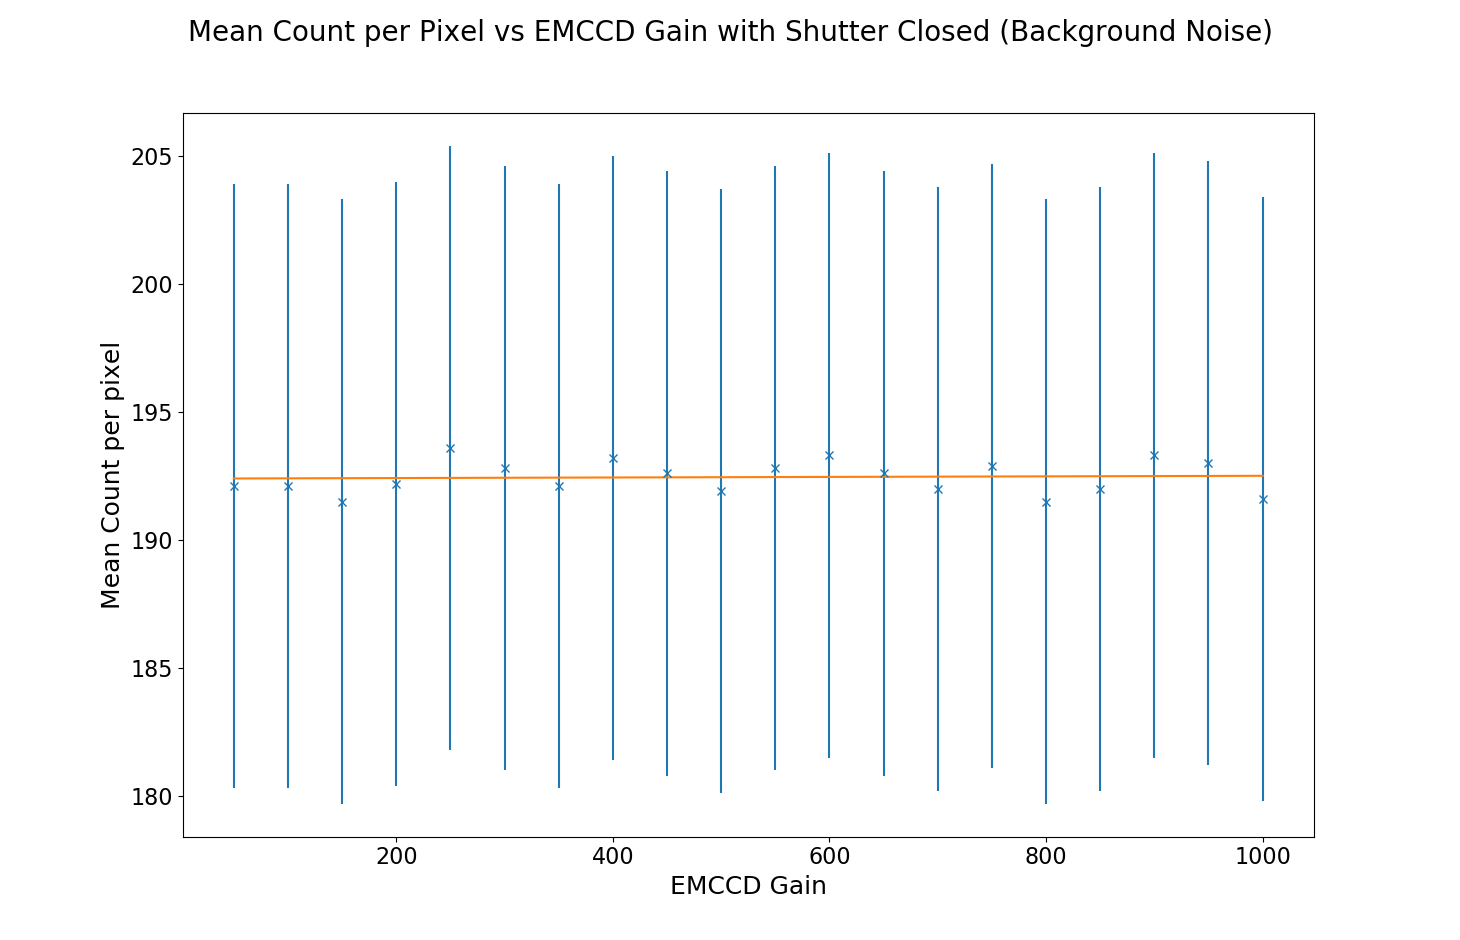 Mean Count per Pixel vs EMCCD Gain with Shutter Closed (Background Noise)
205
200
195
190
185
180
Mean Count per pixel
200 400 600 800 1000
EMCCD Gain